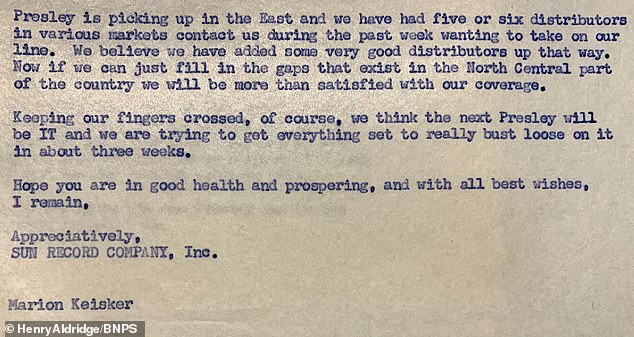 Presley is picking up in the East and we have had five or six distributors
in various markets contact us during the past week wanting to take on our
line. We believe we have added some very good distributors up that way.
Now if we can just fill in the gaps that exist in the North Central part
of the country we will be more than satisfied with our coverage.
Keeping our fingers crossed, of course, we think the next Presley will
be IT and we are trying to get everything set to really bust loose on it
in about three weeks.
Hope you are in good health and prospering, and with all best wishes,
I remain,
Appreciatively,
SUN RECORD COMPANY, Inc.
Marion Keisker
© HenryAldridge/BNPS